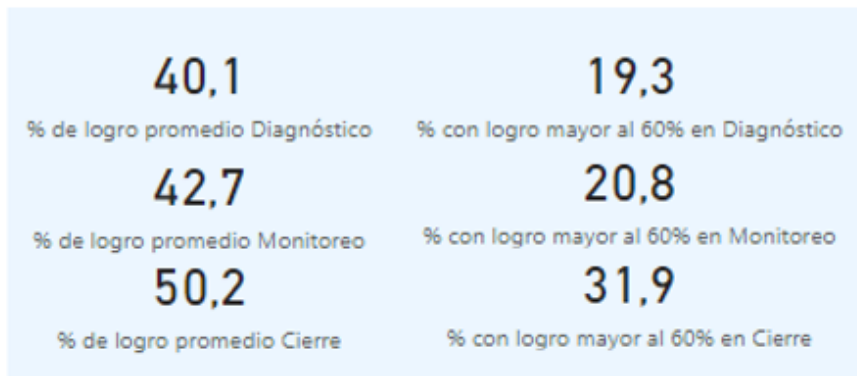 40,1
19,3
% de logro promedio Diagnóstico
% con logro mayor al 60% en Diagnóstico
42,7
20,8
% de logro promedio Monitoreo
% con logro mayor al 60% en Monitoreo
50,2
31,9
% de logro promedio Cierre
% con logro mayor al 60% en Cierre